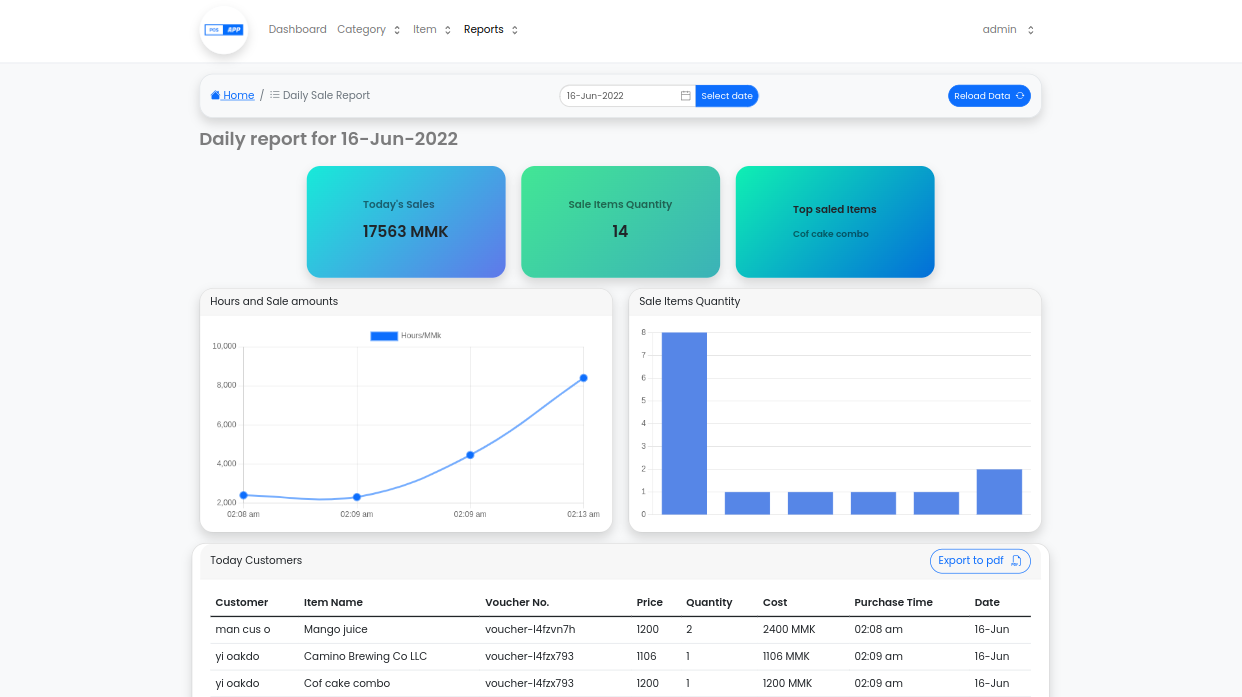 POS APP
Dashboard Category Item Reports admin
Home / Daily Sale Report 16-Jun-2022 Select date Reload Data
Daily report for 16-Jun-2022
Today's Sales
17563 MMK
Sale Items Quantity
14
Top saled Items
Cof cake combo
Hours and Sale amounts
Hours/MMk
10,000
8,000
6,000
4,000
2,000
02:08 am 02:09 am 02:09 am 02:13 am
Sale Items Quantity
8
7
6
5
4
3
2
1
0
Today Customers Export to pdf
Customer Item Name Voucher No. Price Quantity Cost Purchase Time Date
man cus o Mango juice voucher-l4fzvn7h 1200 2 2400 MMK 02:08 am 16-Jun
yi oakdo Camino Brewing Co LLC voucher-l4fzx793 1106 1 1106 MMK 02:09 am 16-Jun
yi oakdo Cof cake combo voucher-l4fzx793 1200 1 1200 MMK 02:09 am 16-Jun